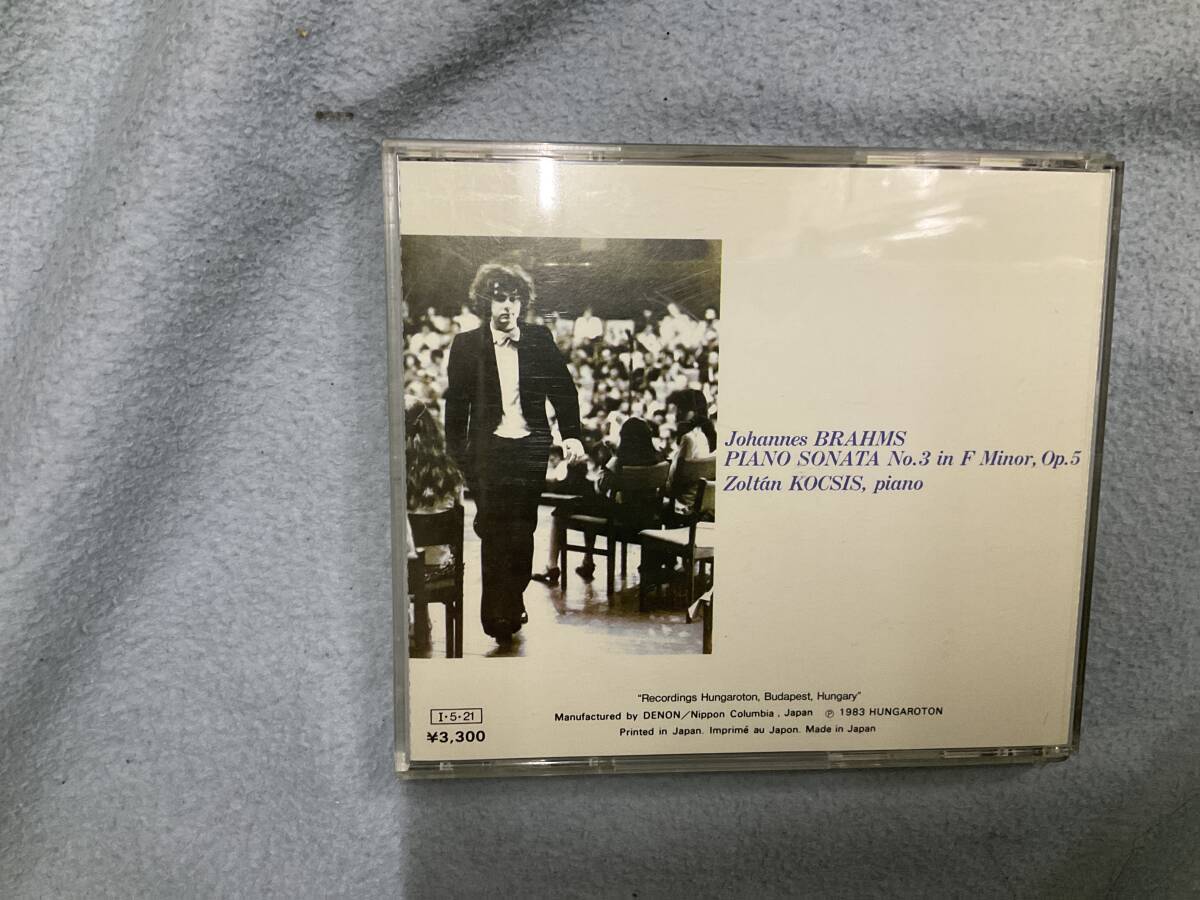 Johannes BRAHMS
PIANO SONATA No.3 in F Minor, Op.5
Zoltán KOCSIS, piano
"Recordings Hungaroton, Budapest, Hungary"
I·5·21
Manufactured by DENON/Nippon Columbia, Japan ℗ 1983 HUNGAROTON
¥3,300
Printed in Japan. Imprimé au Japon. Made in Japan